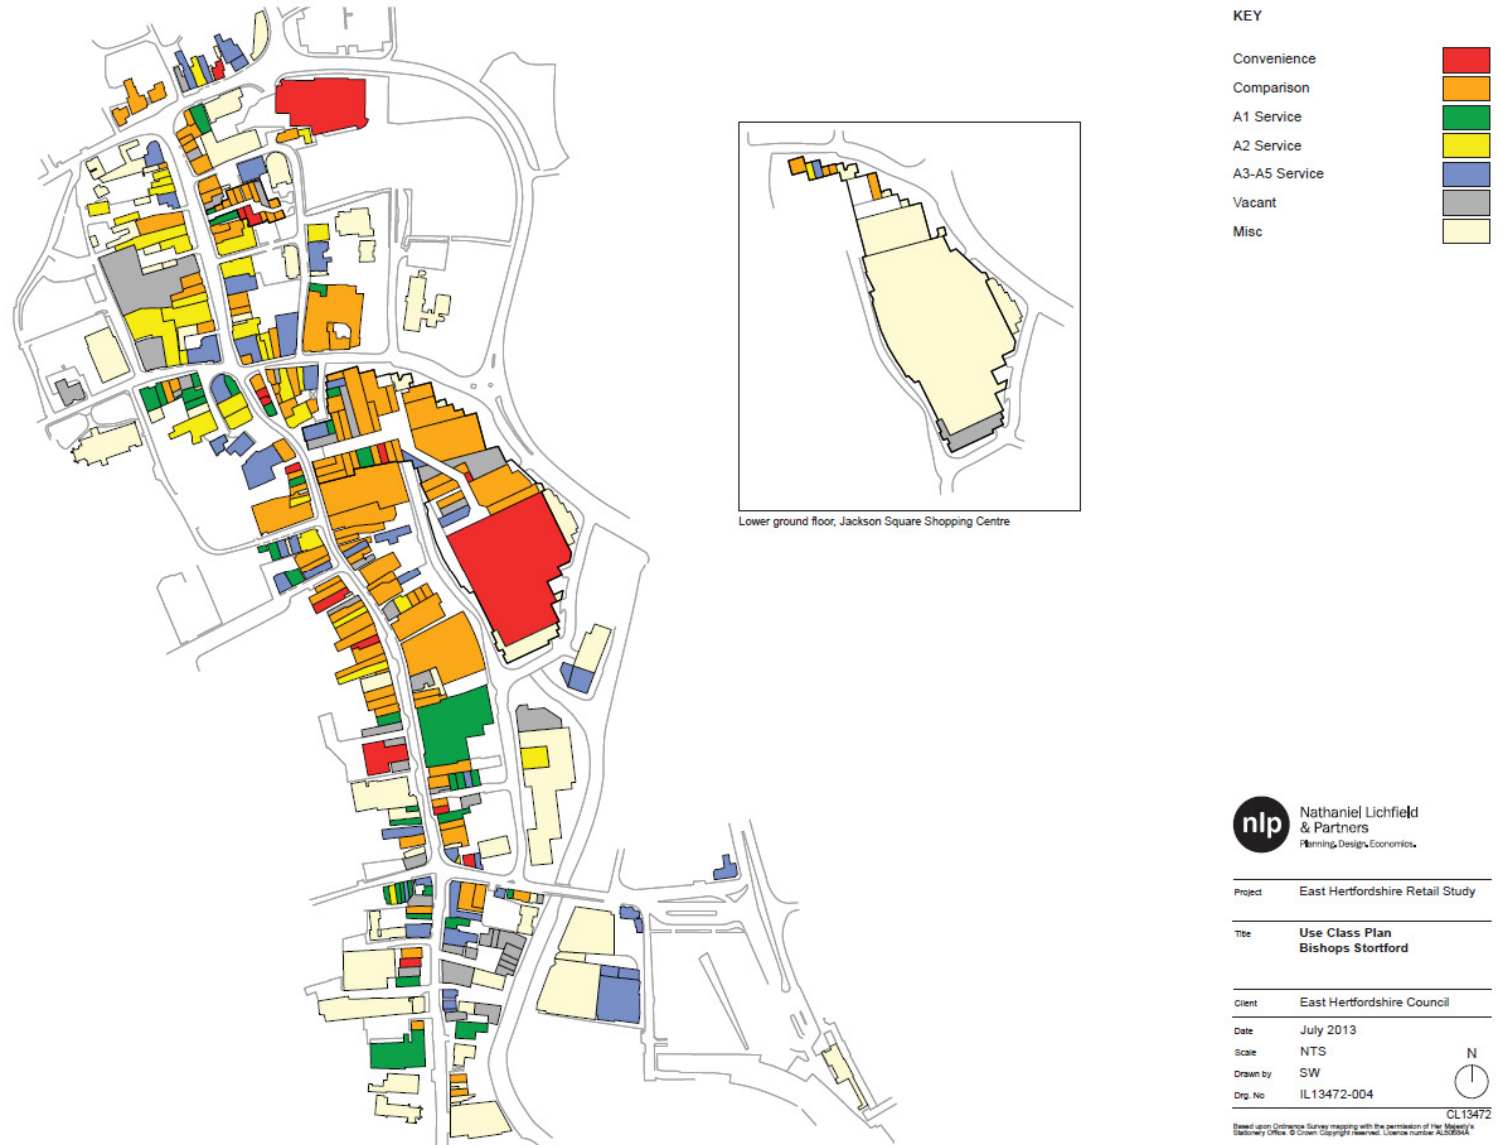 KEY
Convenience
Comparison
A1 Service
A2 Service
A3-A5 Service
Vacant
Misc
Lower ground floor, Jackson Square Shopping Centre
nlp
Nathaniel Lichfield
& Partners
Planning. Design. Economics.
Project East Hertfordshire Retail Study
Title Use Class Plan
Bishops Stortford
Client East Hertfordshire Council
Date July 2013
Scale NTS
Drawn by SW
Drg. No IL13472-004
N
CL13472
Based upon Ordnance Survey mapping with the permission of Her Majesty's
Stationery Office. © Crown Copyright reserved. Licence number